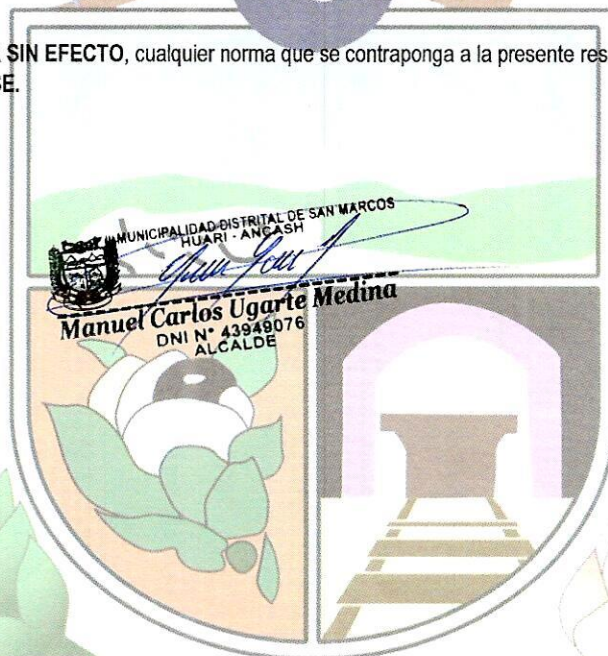 SIN EFECTO, cualquier norma que se contraponga a la presente res
SE.
MUNICIPALIDAD DISTRITAL DE SAN MARCOS
HUARI - ANCASH
Manuel Carlos Ugarte Medina
DNI N° 43949076
ALCALDE